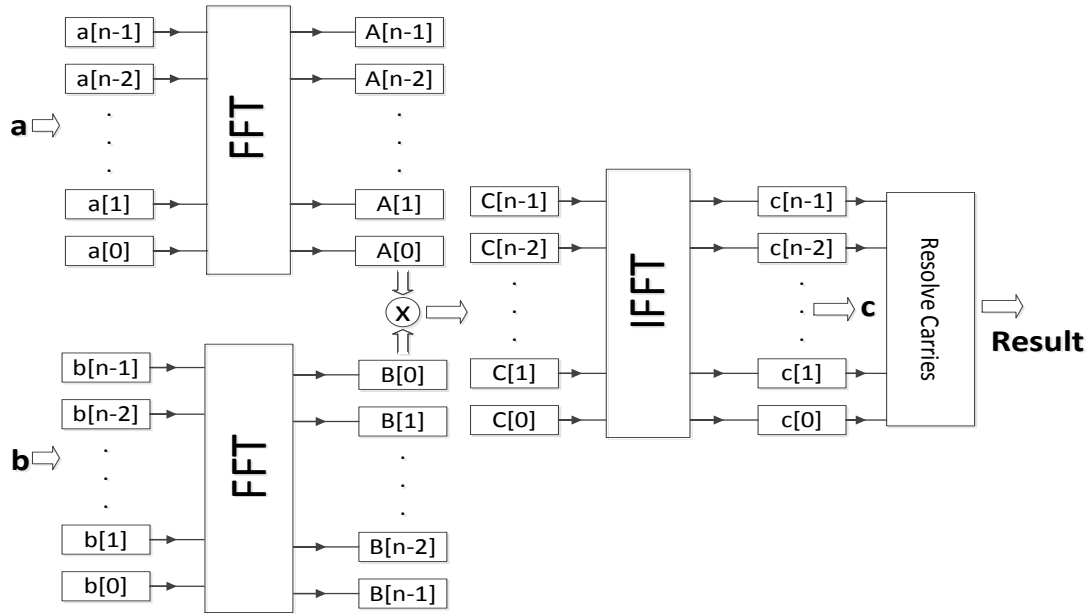 a
a[n-1]
a[n-2]
.
.
.
a[1]
a[0]
FFT
A[n-1]
A[n-2]
.
.
.
A[1]
A[0]
x
b
b[n-1]
b[n-2]
.
.
.
b[1]
b[0]
FFT
B[0]
B[1]
.
.
.
B[n-2]
B[n-1]
C[n-1]
C[n-2]
.
.
.
C[1]
C[0]
IFFT
c[n-1]
c[n-2]
.
.
.
c
c[1]
c[0]
Resolve Carries
Result